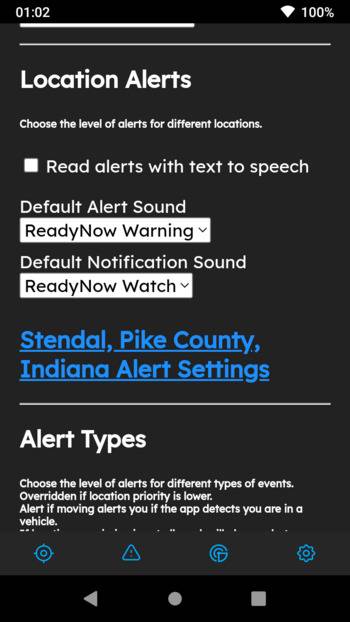 01:02
100%
Location Alerts
Choose the level of alerts for different locations.
Read alerts with text to speech
Default Alert Sound
ReadyNow Warning
Default Notification Sound
ReadyNow Watch
Stendal, Pike County,
Indiana Alert Settings
Alert Types
Choose the level of alerts for different types of events.
Overridden if location priority is lower.
Alert if moving alerts you if the app detects you are in a
vehicle.